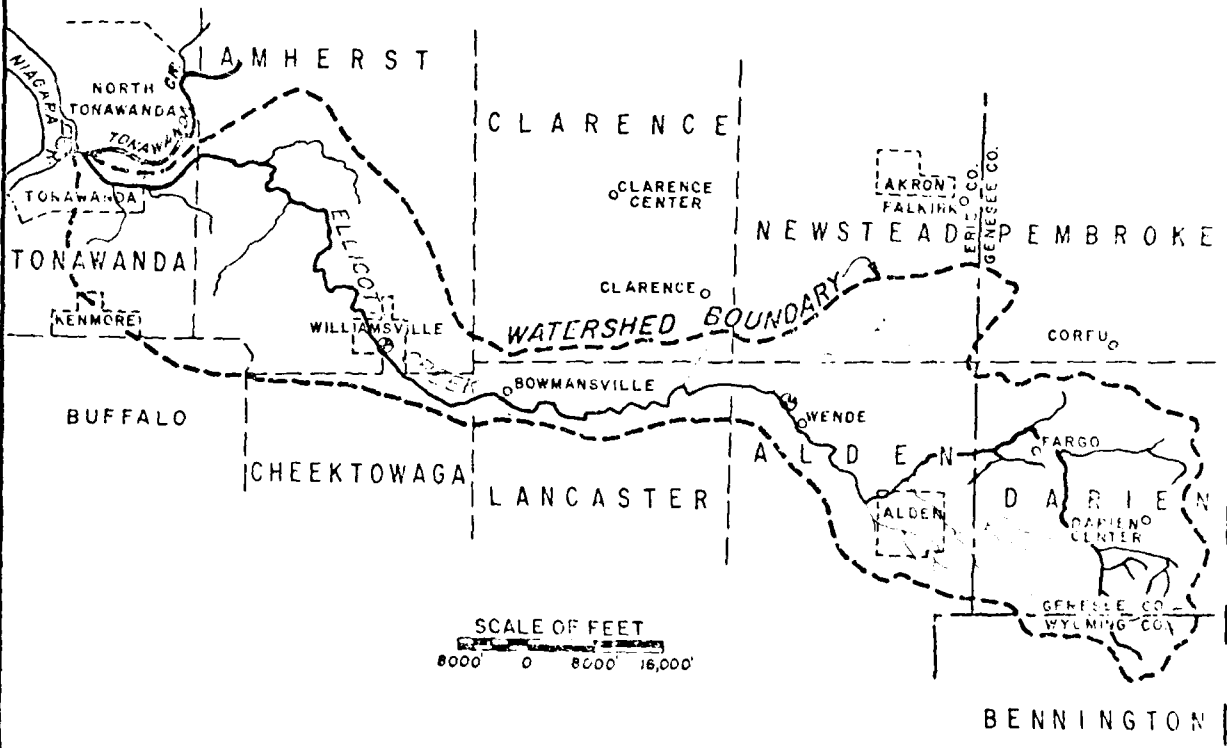 AMHERST
NIAGARA
R.
NORTH
TONAWANDA
TONAWANDA
CR.
CLARENCE
CLARENCE
CENTER
AKRON
FALKIRK
ERIE CO.
GENESEE CO.
TONAWANDA
NEWSTEAD
PEMBROKE
TONAWANDA
ELLICOTT
CREEK
CLARENCE
WATERSHED BOUNDARY
KENMORE
WILLIAMSVILLE
CORFU
BOWMANSVILLE
BUFFALO
WENDE
FARGO
ALDEN
CHEEKTOWAGA
LANCASTER
ALDEN
DARIEN
DARIEN
CENTER
GENESEE CO.
WYOMING CO.
SCALE OF FEET
8000' 0 8000' 16,000'
BENNINGTON